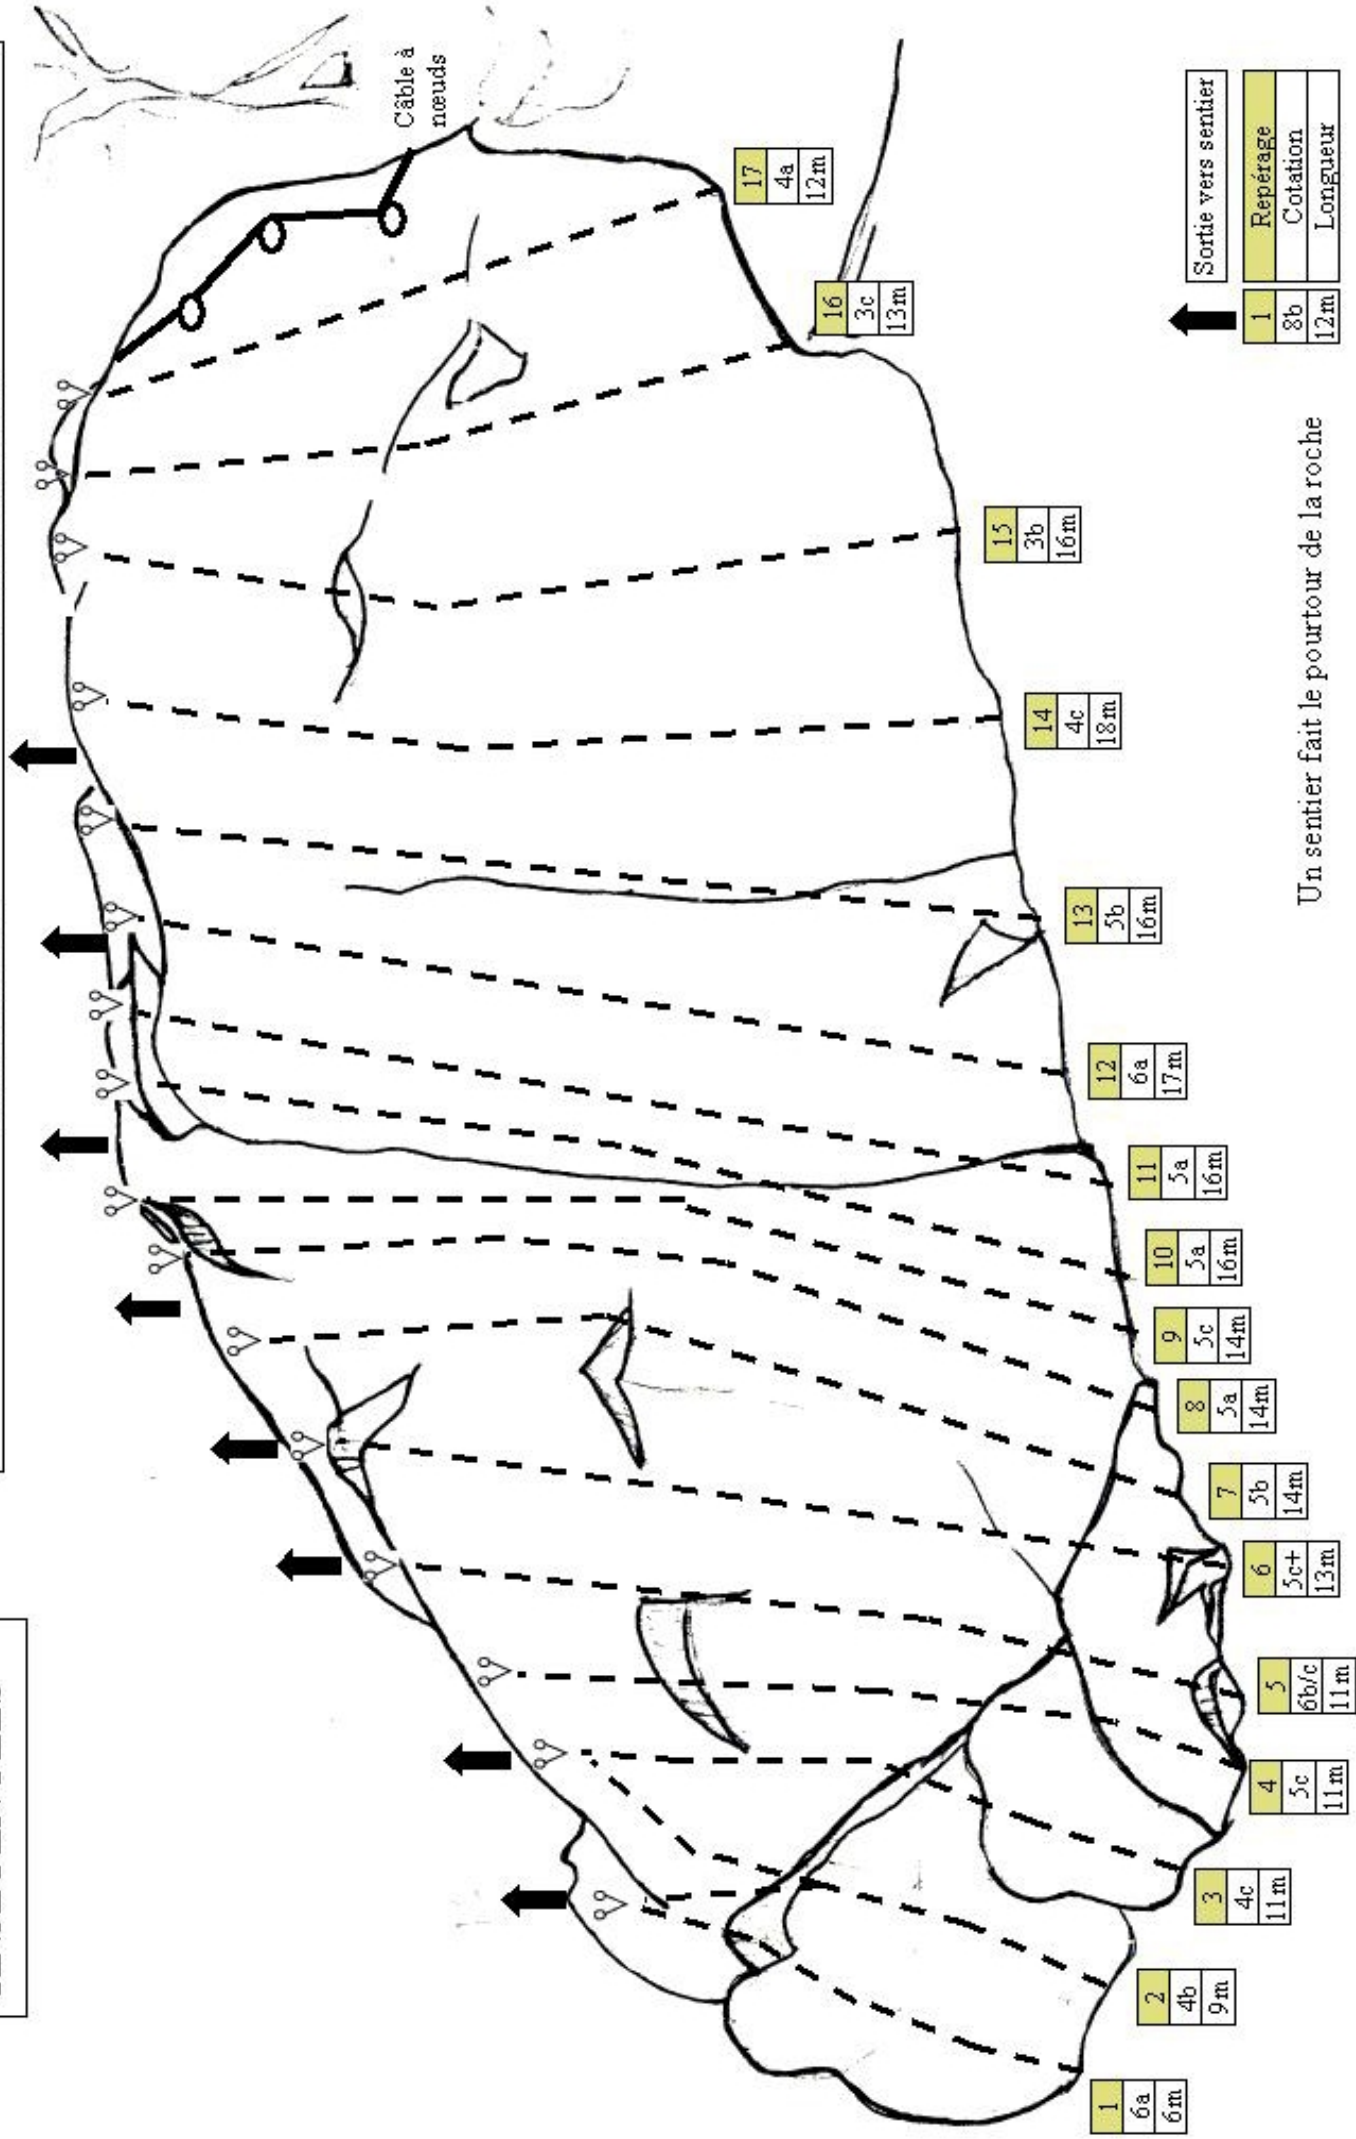 Câble à
nœuds
1
6a
6m
2
4b
9m
3
4c
11m
4
5c
11m
5
6b/c
11m
6
5c+
13m
7
5b
14m
8
5a
14m
9
5c
14m
10
5a
16m
11
5a
16m
12
6a
17m
13
5b
16m
14
4c
18m
15
3b
16m
16
3c
13m
17
4a
12m
Un sentier fait le pourtour de la roche
Sortie vers sentier
1 Repérage
8b Cotation
12m Longueur